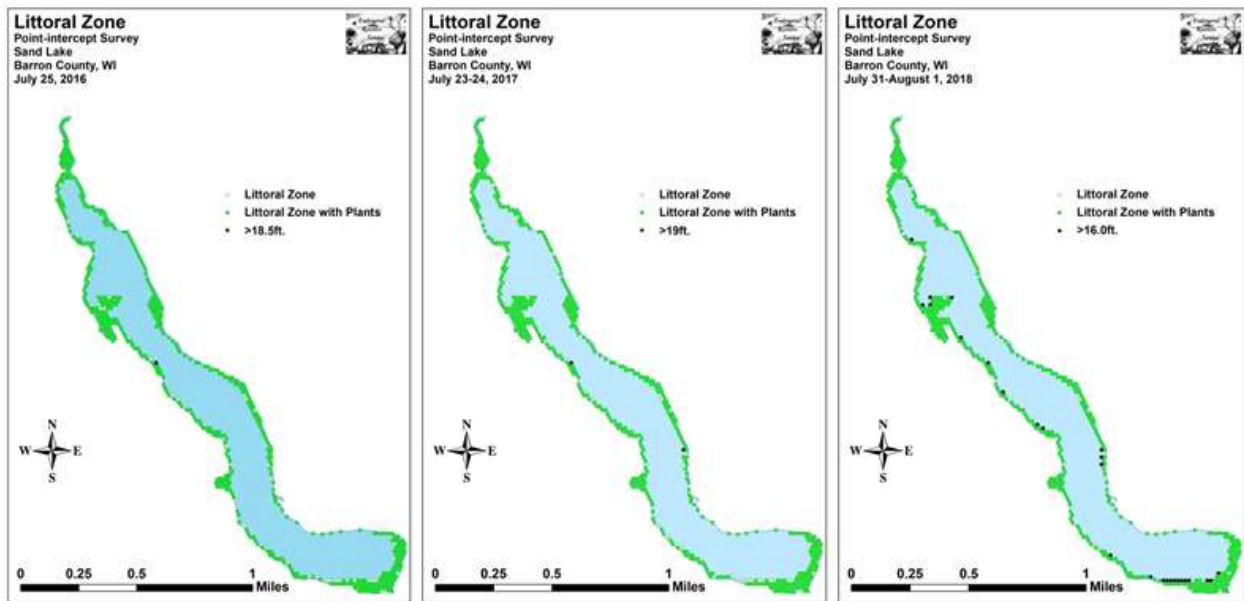 Littoral Zone
Point-intercept Survey
Sand Lake
Barron County, WI
July 25, 2016
Littoral Zone
Littoral Zone with Plants
>18.5ft.
N
W E
S
0 0.25 0.5 1
Miles
Littoral Zone
Point-intercept Survey
Sand Lake
Barron County, WI
July 23-24, 2017
Littoral Zone
Littoral Zone with Plants
>19ft.
N
W E
S
0 0.25 0.5 1
Miles
Littoral Zone
Point-intercept Survey
Sand Lake
Barron County, WI
July 31-August 1, 2018
Littoral Zone
Littoral Zone with Plants
>16.0ft.
N
W E
S
0 0.25 0.5 1
Miles